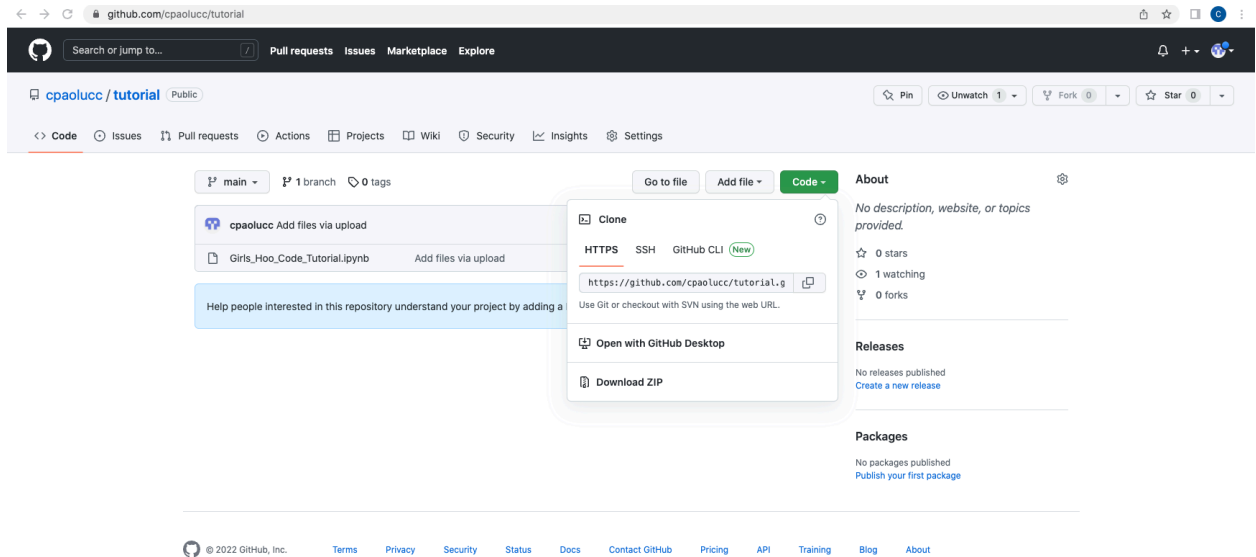 github.com/cpaolucc/tutorial
C
Search or jump to... /
Pull requests Issues Marketplace Explore
cpaolucc / tutorial Public
Pin Unwatch 1 Fork 0 Star 0
<> Code Issues Pull requests Actions Projects Wiki Security Insights Settings
main 1 branch 0 tags
Go to file Add file Code
cpaolucc Add files via upload
Girls_Hoo_Code_Tutorial.ipynb Add files via upload
Help people interested in this repository understand your project by adding a
Clone
HTTPS SSH GitHub CLI New
https://github.com/cpaolucc/tutorial.g
Use Git or checkout with SVN using the web URL.
Open with GitHub Desktop
Download ZIP
About
No description, website, or topics
provided.
0 stars
1 watching
0 forks
Releases
No releases published
Create a new release
Packages
No packages published
Publish your first package
© 2022 GitHub, Inc. Terms Privacy Security Status Docs Contact GitHub Pricing API Training Blog About